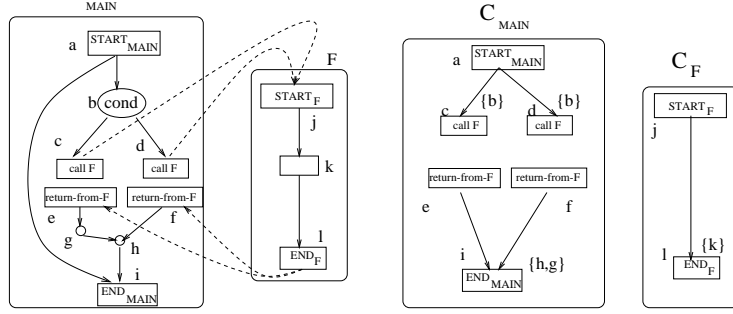 MAIN
a
START MAIN
b cond
c
d
call F
call F
return-from-F
return-from-F
e
f
g
h
i
END MAIN
F
START F
j
k
l
END F
C MAIN
a
START MAIN
{b}
{b}
c
d
call F
call F
return-from-F
return-from-F
e
f
i
{h,g}
END MAIN
C F
START F
j
{k}
l
END F